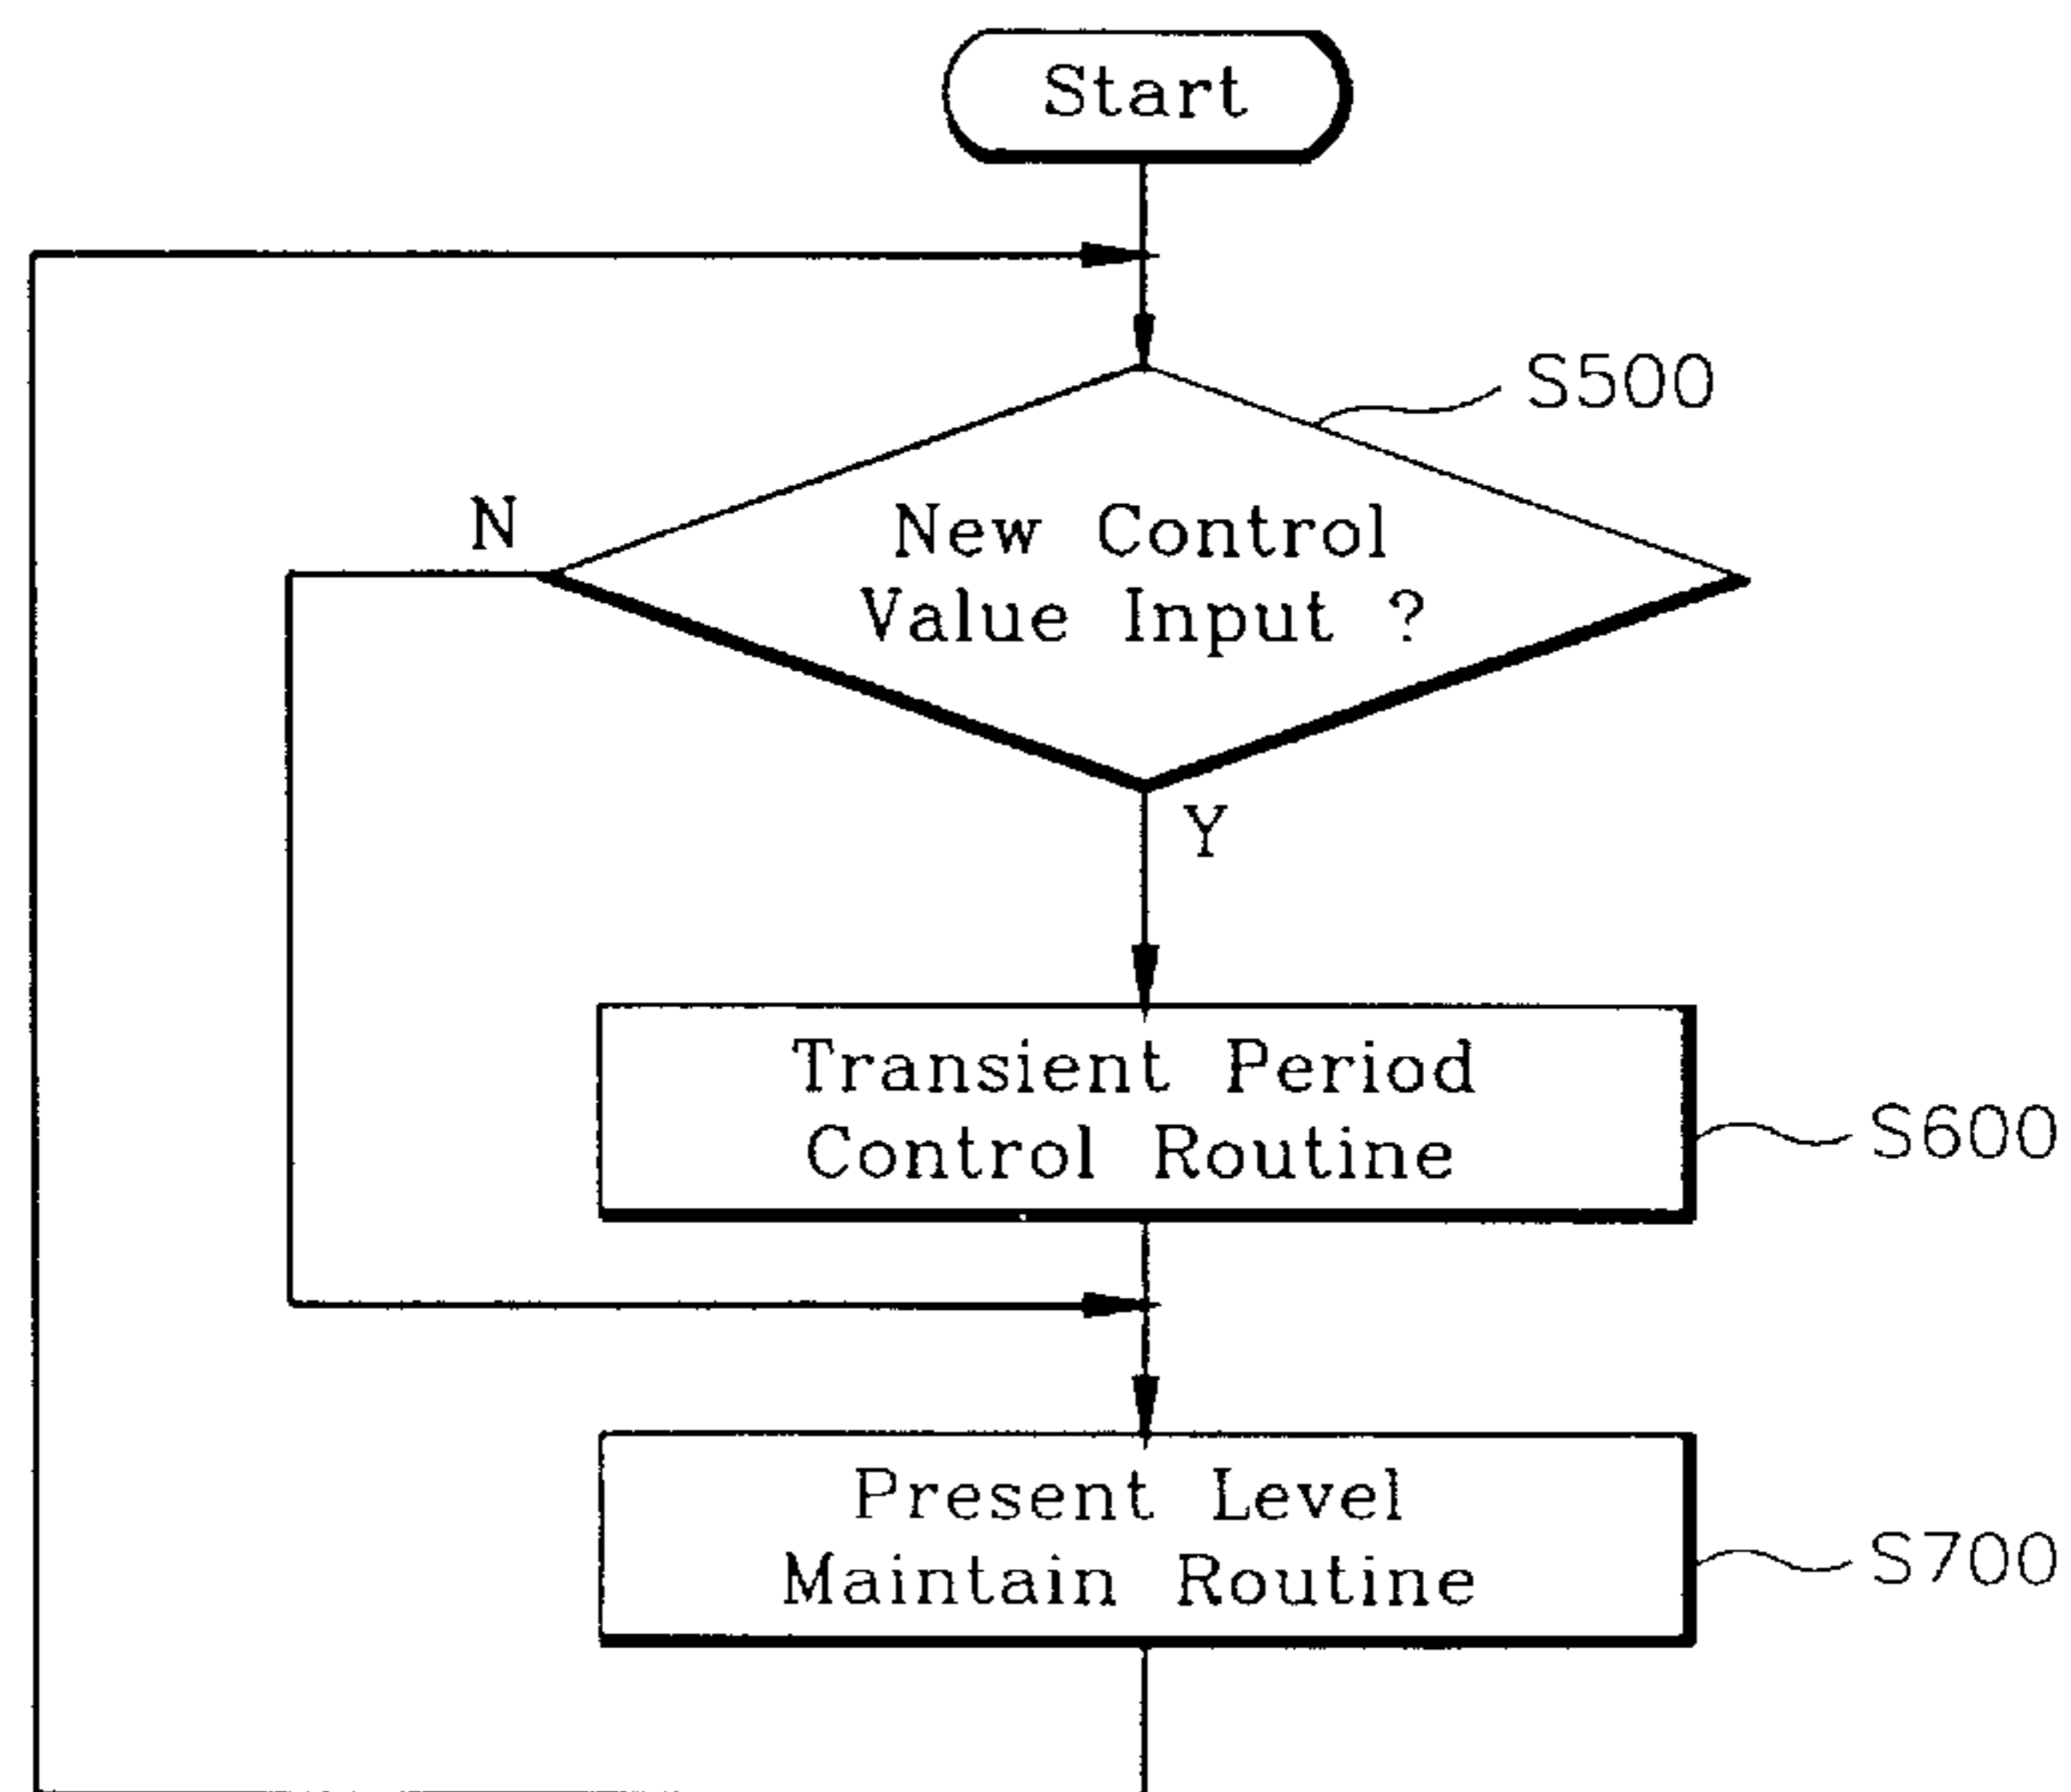 Start
S500
N
New Control
Value Input ?
Y
Transient Period
Control Routine
S600
Present Level
Maintain Routine
S700